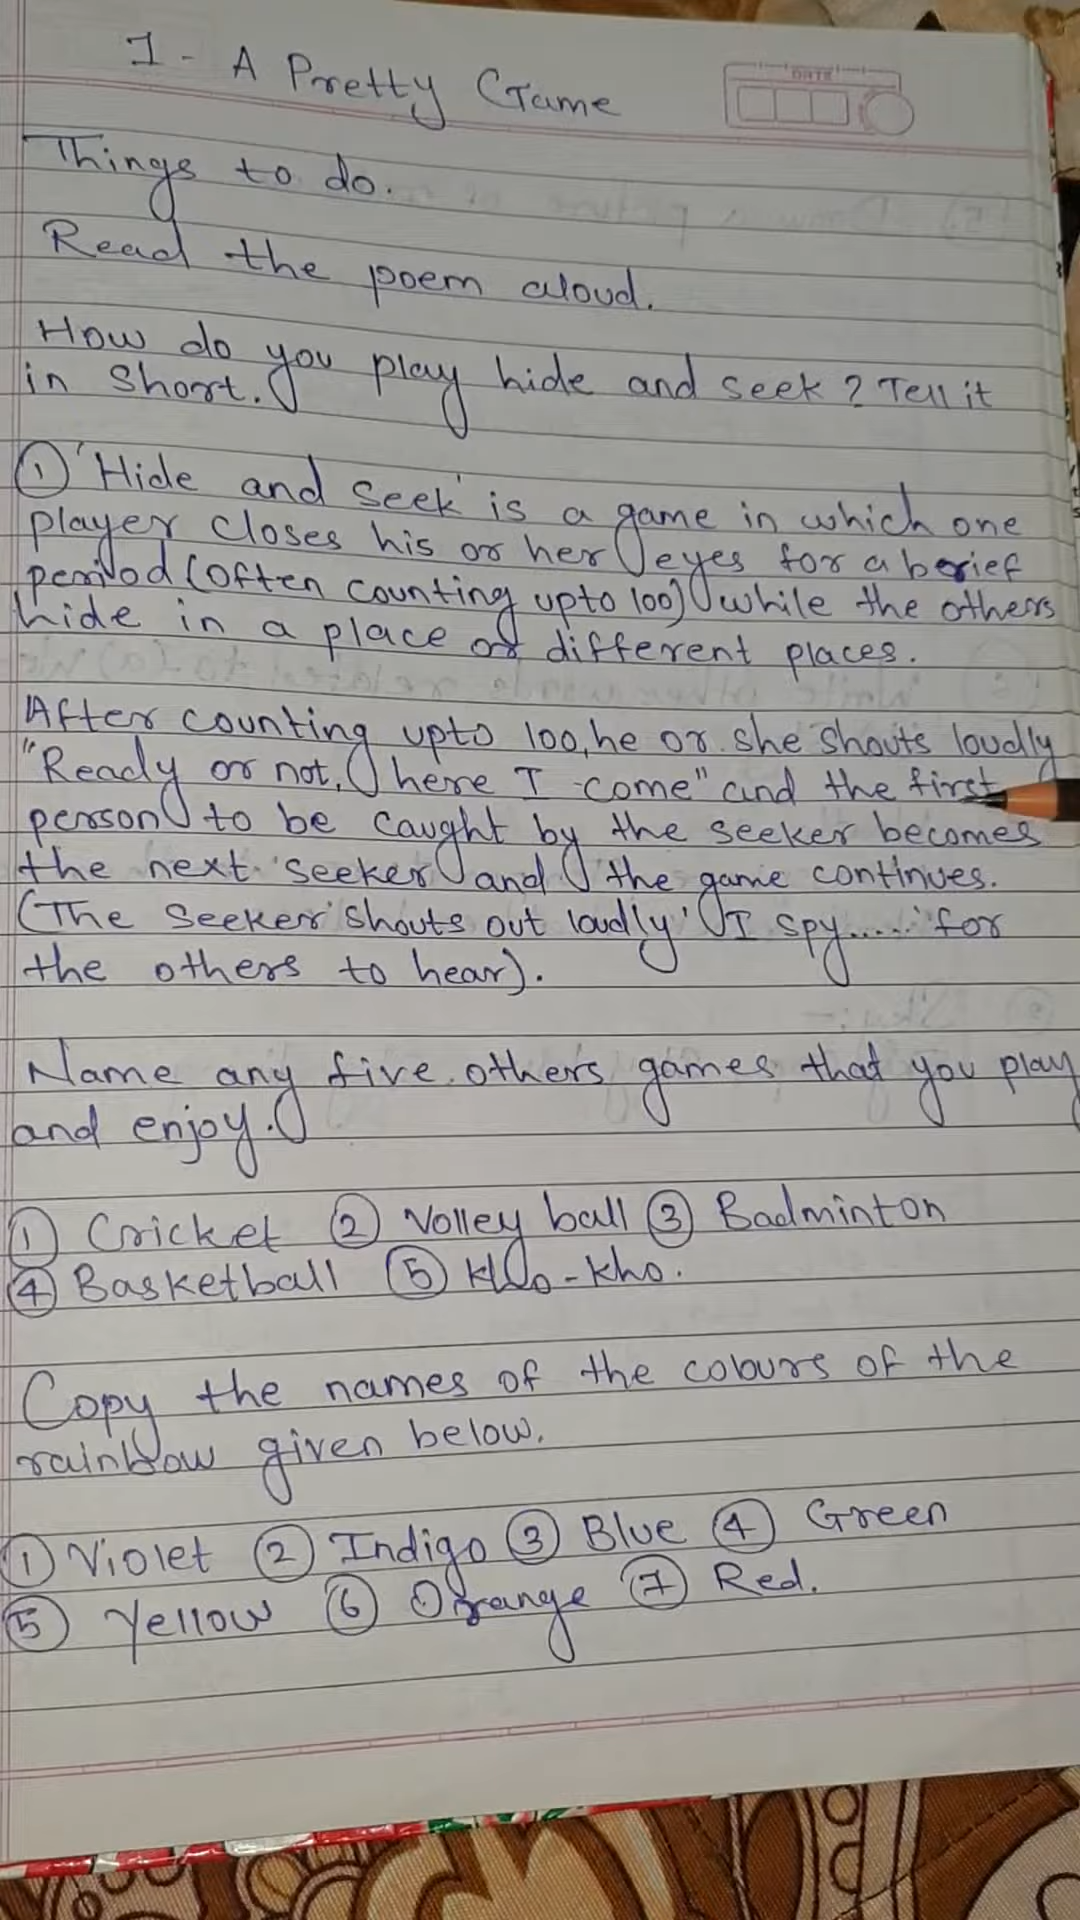 1- A Pretty Game
DATE
Things to do.
Read the poem aloud.
How do you play hide and seek? Tell it
in short.
① 'Hide and seek' is a game in which one
player closes his or her eyes for a berief
period (often counting upto 100) while the others
hide in a place or different places.
After counting upto 100, he or she shouts loudly
"Ready or not, here I come" and the first
person to be caught by the seeker becomes
the next 'seeker' and the game continues.
(The seeker shouts out loudly 'I spy.....' for
the others to hear).
Name any five others games that you play
and enjoy.
① Cricket ② Volley ball ③ Badminton
④ Basketball ⑤ Kho-kho.
Copy the names of the colours of the
rainbow given below.
① Violet ② Indigo ③ Blue ④ Green
⑤ Yellow ⑥ Orange ⑦ Red.